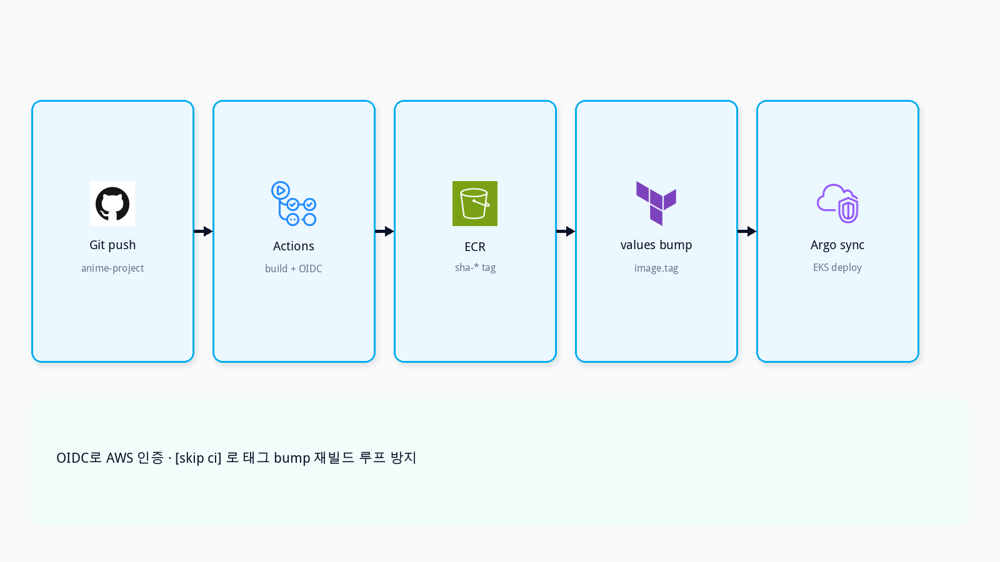 Git push
anime-project
Actions
build + OIDC
ECR
sha-* tag
values bump
image.tag
Argo sync
EKS deploy
OIDC로 AWS 인증 · [skip ci] 로 태그 bump 재빌드 루프 방지